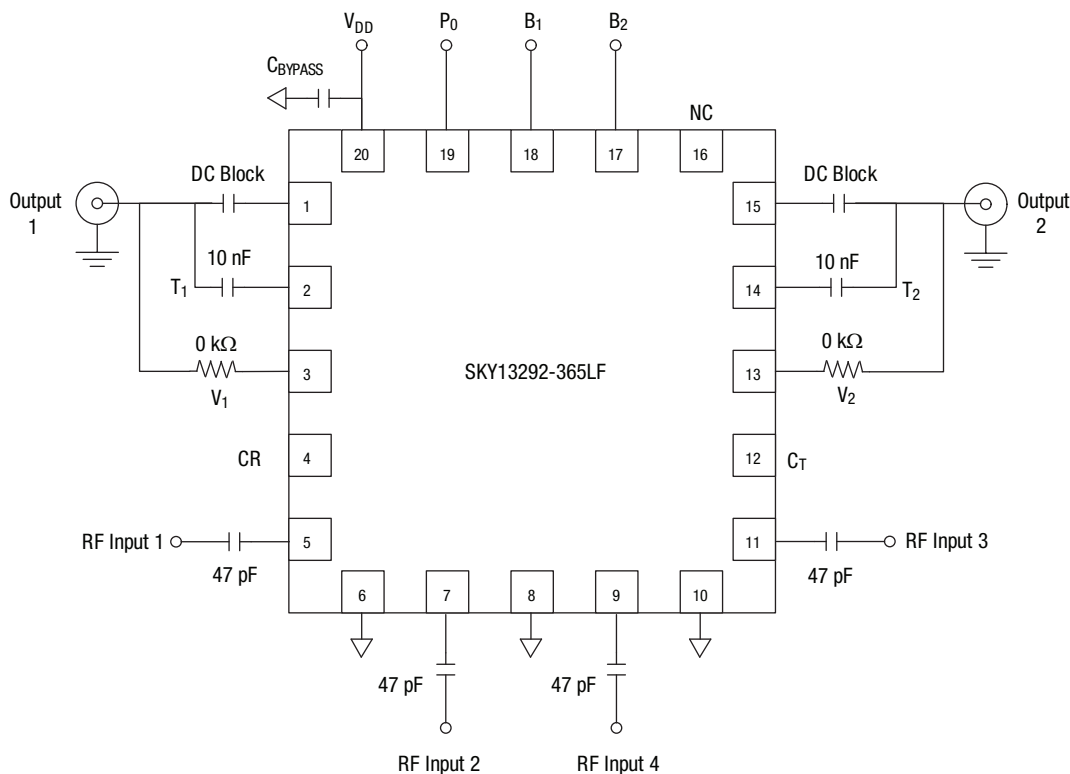 V_DD
P₀
B₁
B₂
C_BYPASS
NC
20
19
18
17
16
DC Block
DC Block
Output
1
1
15
Output
2
10 nF
10 nF
T₁
2
14
T₂
0 kΩ
0 kΩ
3
13
V₁
V₂
SKY13292-365LF
CR
4
12
C_T
RF Input 1
5
11
RF Input 3
47 pF
47 pF
6
7
8
9
10
47 pF
47 pF
RF Input 2
RF Input 4